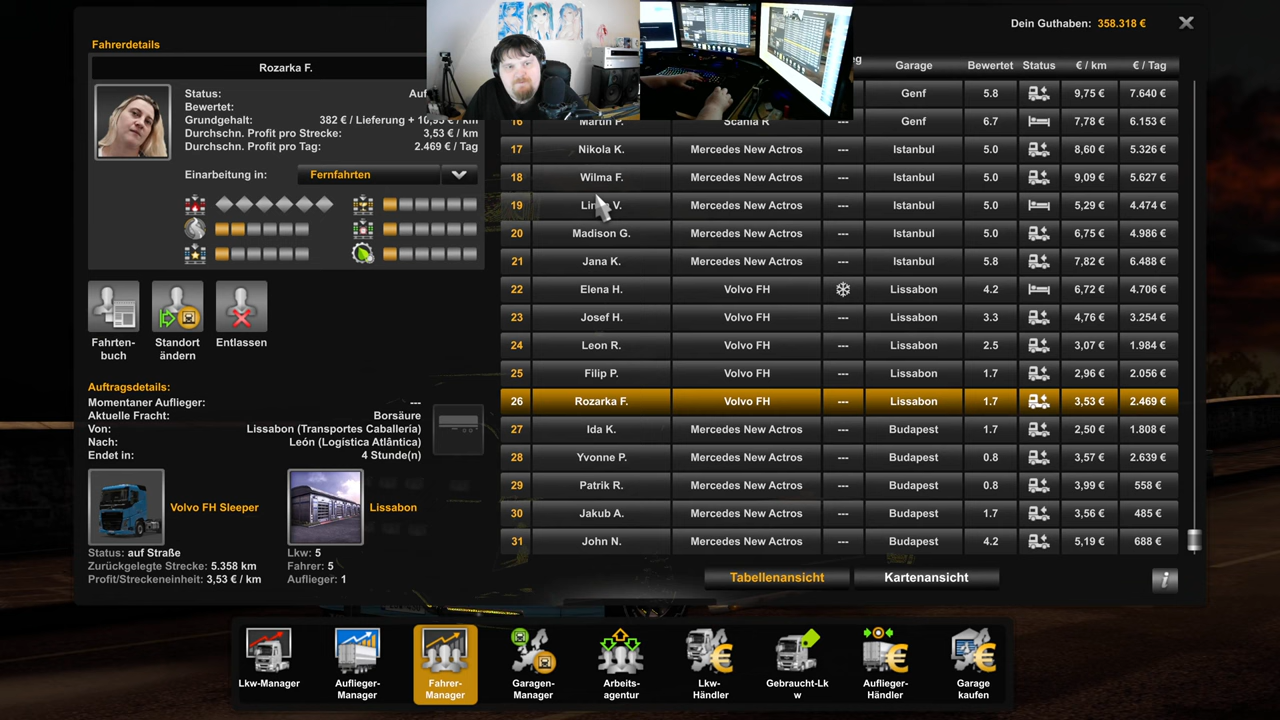 Dein Guthaben: 358.318 €
Fahrerdetails
Rozarka F.
Status:
Bewertet:
Grundgehalt: 382 € / Lieferung +
Durchschn. Profit pro Strecke: 3,53 € / km
Durchschn. Profit pro Tag: 2.469 € / Tag
Einarbeitung in: Fernfahrten
Fahrten-
buch
Standort
ändern
Entlassen
Auftragsdetails:
Momentaner Auflieger: ---
Aktuelle Fracht: Borsäure
Von: Lissabon (Transportes Caballería)
Nach: León (Logística Atlântica)
Endet in: 4 Stunde(n)
Volvo FH Sleeper
Lissabon
Status: auf Straße
Zurückgelegte Strecke: 5.358 km
Profit/Streckeneinheit: 3,53 € / km
Lkw: 5
Fahrer: 5
Auflieger: 1
Garage Bewertet Status € / km € / Tag
Genf 5.8 9,75 € 7.640 €
16 Martin P. Scania R Genf 6.7 7,78 € 6.153 €
17 Nikola K. Mercedes New Actros --- Istanbul 5.0 8,60 € 5.326 €
18 Wilma F. Mercedes New Actros --- Istanbul 5.0 9,09 € 5.627 €
19 V. Mercedes New Actros --- Istanbul 5.0 5,29 € 4.474 €
20 Madison G. Mercedes New Actros --- Istanbul 5.0 6,75 € 4.986 €
21 Jana K. Mercedes New Actros --- Istanbul 5.8 7,82 € 6.488 €
22 Elena H. Volvo FH Lissabon 4.2 6,72 € 4.706 €
23 Josef H. Volvo FH --- Lissabon 3.3 4,76 € 3.254 €
24 Leon R. Volvo FH --- Lissabon 2.5 3,07 € 1.984 €
25 Filip P. Volvo FH --- Lissabon 1.7 2,96 € 2.056 €
26 Rozarka F. Volvo FH --- Lissabon 1.7 3,53 € 2.469 €
27 Ida K. Mercedes New Actros --- Budapest 1.7 2,50 € 1.808 €
28 Yvonne P. Mercedes New Actros --- Budapest 0.8 3,57 € 2.639 €
29 Patrik R. Mercedes New Actros --- Budapest 0.8 3,99 € 558 €
30 Jakub A. Mercedes New Actros --- Budapest 1.7 3,56 € 485 €
31 John N. Mercedes New Actros --- Budapest 4.2 5,19 € 688 €
Tabellenansicht
Kartenansicht
i
Lkw-Manager
Auflieger-
Manager
Fahrer-
Manager
Garagen-
Manager
Arbeits-
agentur
Lkw-
Händler
Gebraucht-Lk
w
Auflieger-
Händler
Garage
kaufen